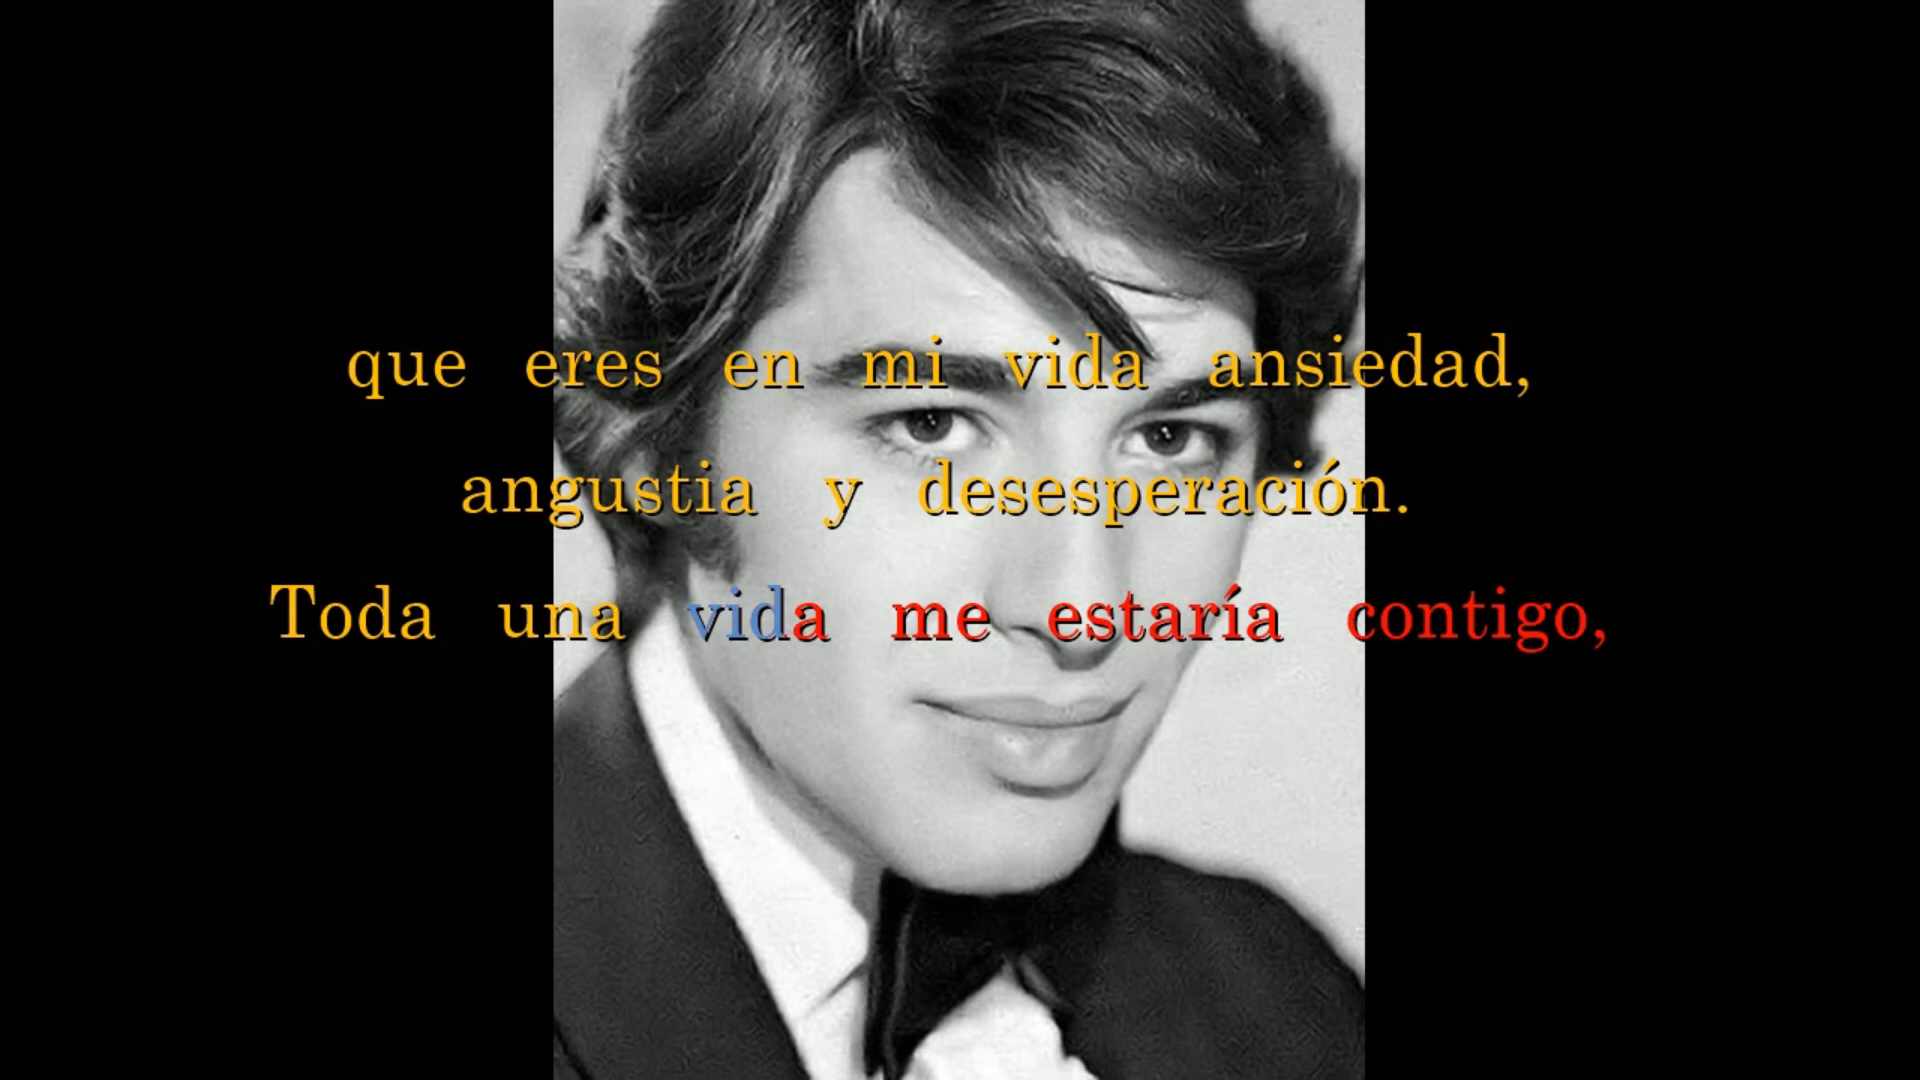 que eres en mi vida ansiedad,
angustia y desesperación.
Toda una vida me estaría contigo,